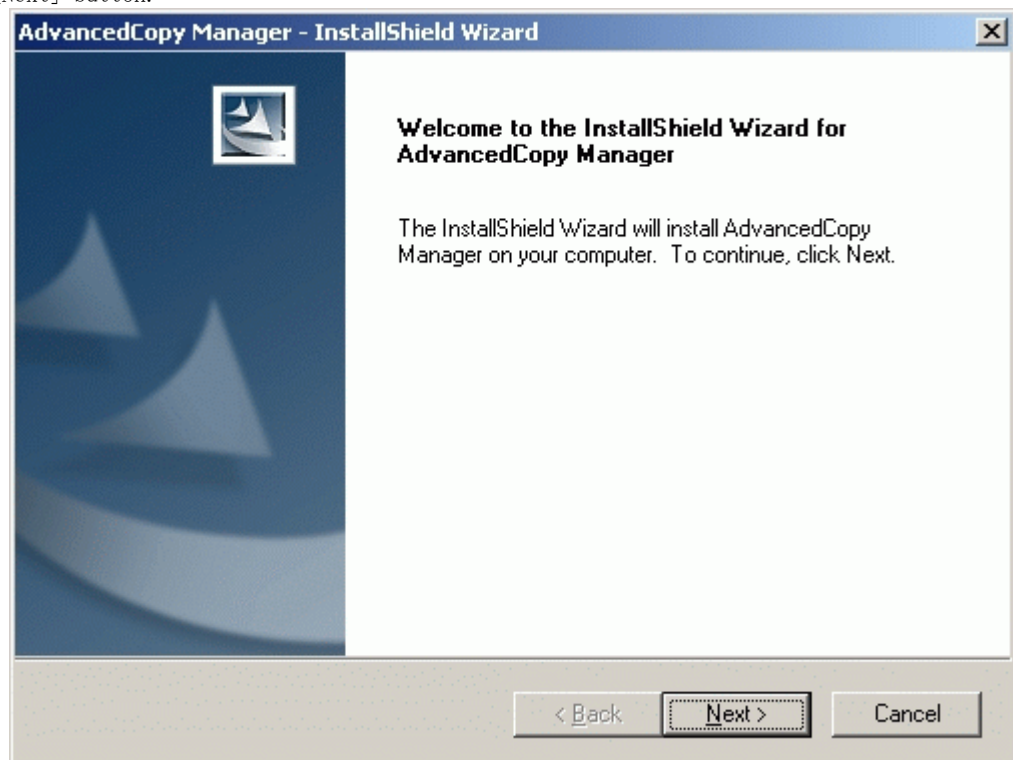 button.
AdvancedCopy Manager - InstallShield Wizard
Welcome to the InstallShield Wizard for
AdvancedCopy Manager
The InstallShield Wizard will install AdvancedCopy
Manager on your computer. To continue, click Next.
< Back
Next >
Cancel